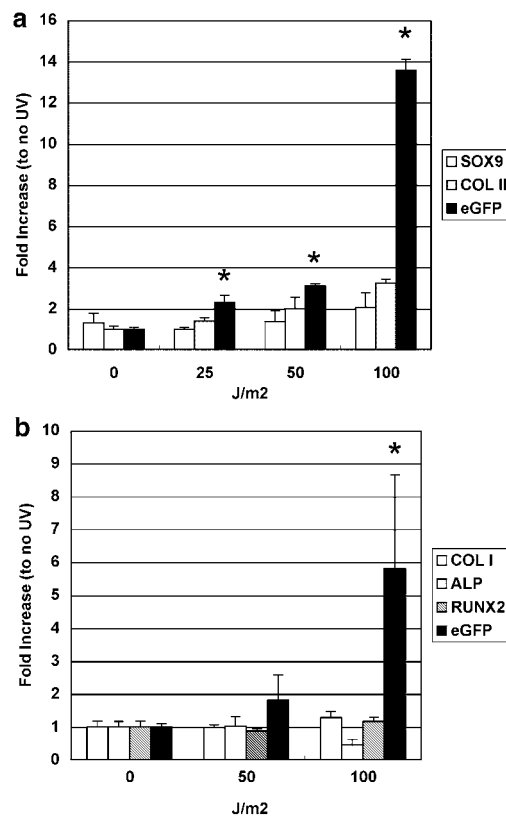 a
16
14
12
10
8
6
4
2
0
Fold Increase (to no UV)
* * *
0 25 50 100
J/m2
SOX9
COL II
eGFP
b
10
9
8
7
6
5
4
3
2
1
0
Fold Increase (to no UV)
*
0 50 100
J/m2
COL I
ALP
RUNX2
eGFP